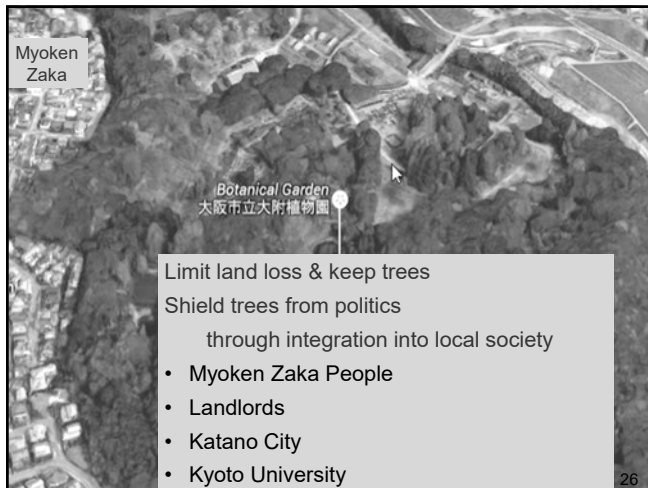 Myoken
Zaka
Botanical Garden
大阪市立大附植物園
Limit land loss & keep trees
Shield trees from politics
through integration into local society
• Myoken Zaka People
• Landlords
• Katano City
• Kyoto University
26